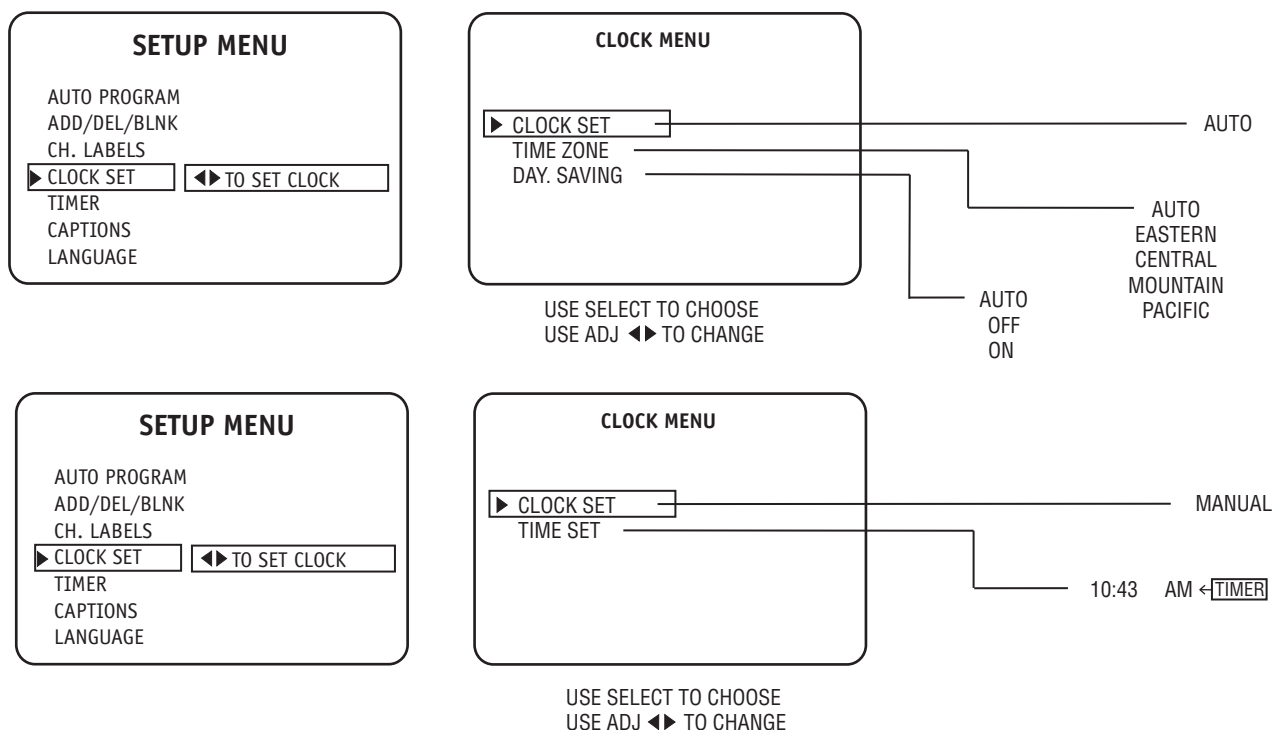 SETUP MENU
AUTO PROGRAM
ADD/DEL/BLNK
CH. LABELS
▶ CLOCK SET ◀▶ TO SET CLOCK
TIMER
CAPTIONS
LANGUAGE
CLOCK MENU
▶ CLOCK SET
TIME ZONE
DAY. SAVING
AUTO
AUTO
EASTERN
CENTRAL
MOUNTAIN
PACIFIC
AUTO
OFF
ON
USE SELECT TO CHOOSE
USE ADJ ◀▶ TO CHANGE
SETUP MENU
AUTO PROGRAM
ADD/DEL/BLNK
CH. LABELS
▶ CLOCK SET ◀▶ TO SET CLOCK
TIMER
CAPTIONS
LANGUAGE
CLOCK MENU
▶ CLOCK SET
TIME SET
MANUAL
10:43 AM ←TIMER
USE SELECT TO CHOOSE
USE ADJ ◀▶ TO CHANGE